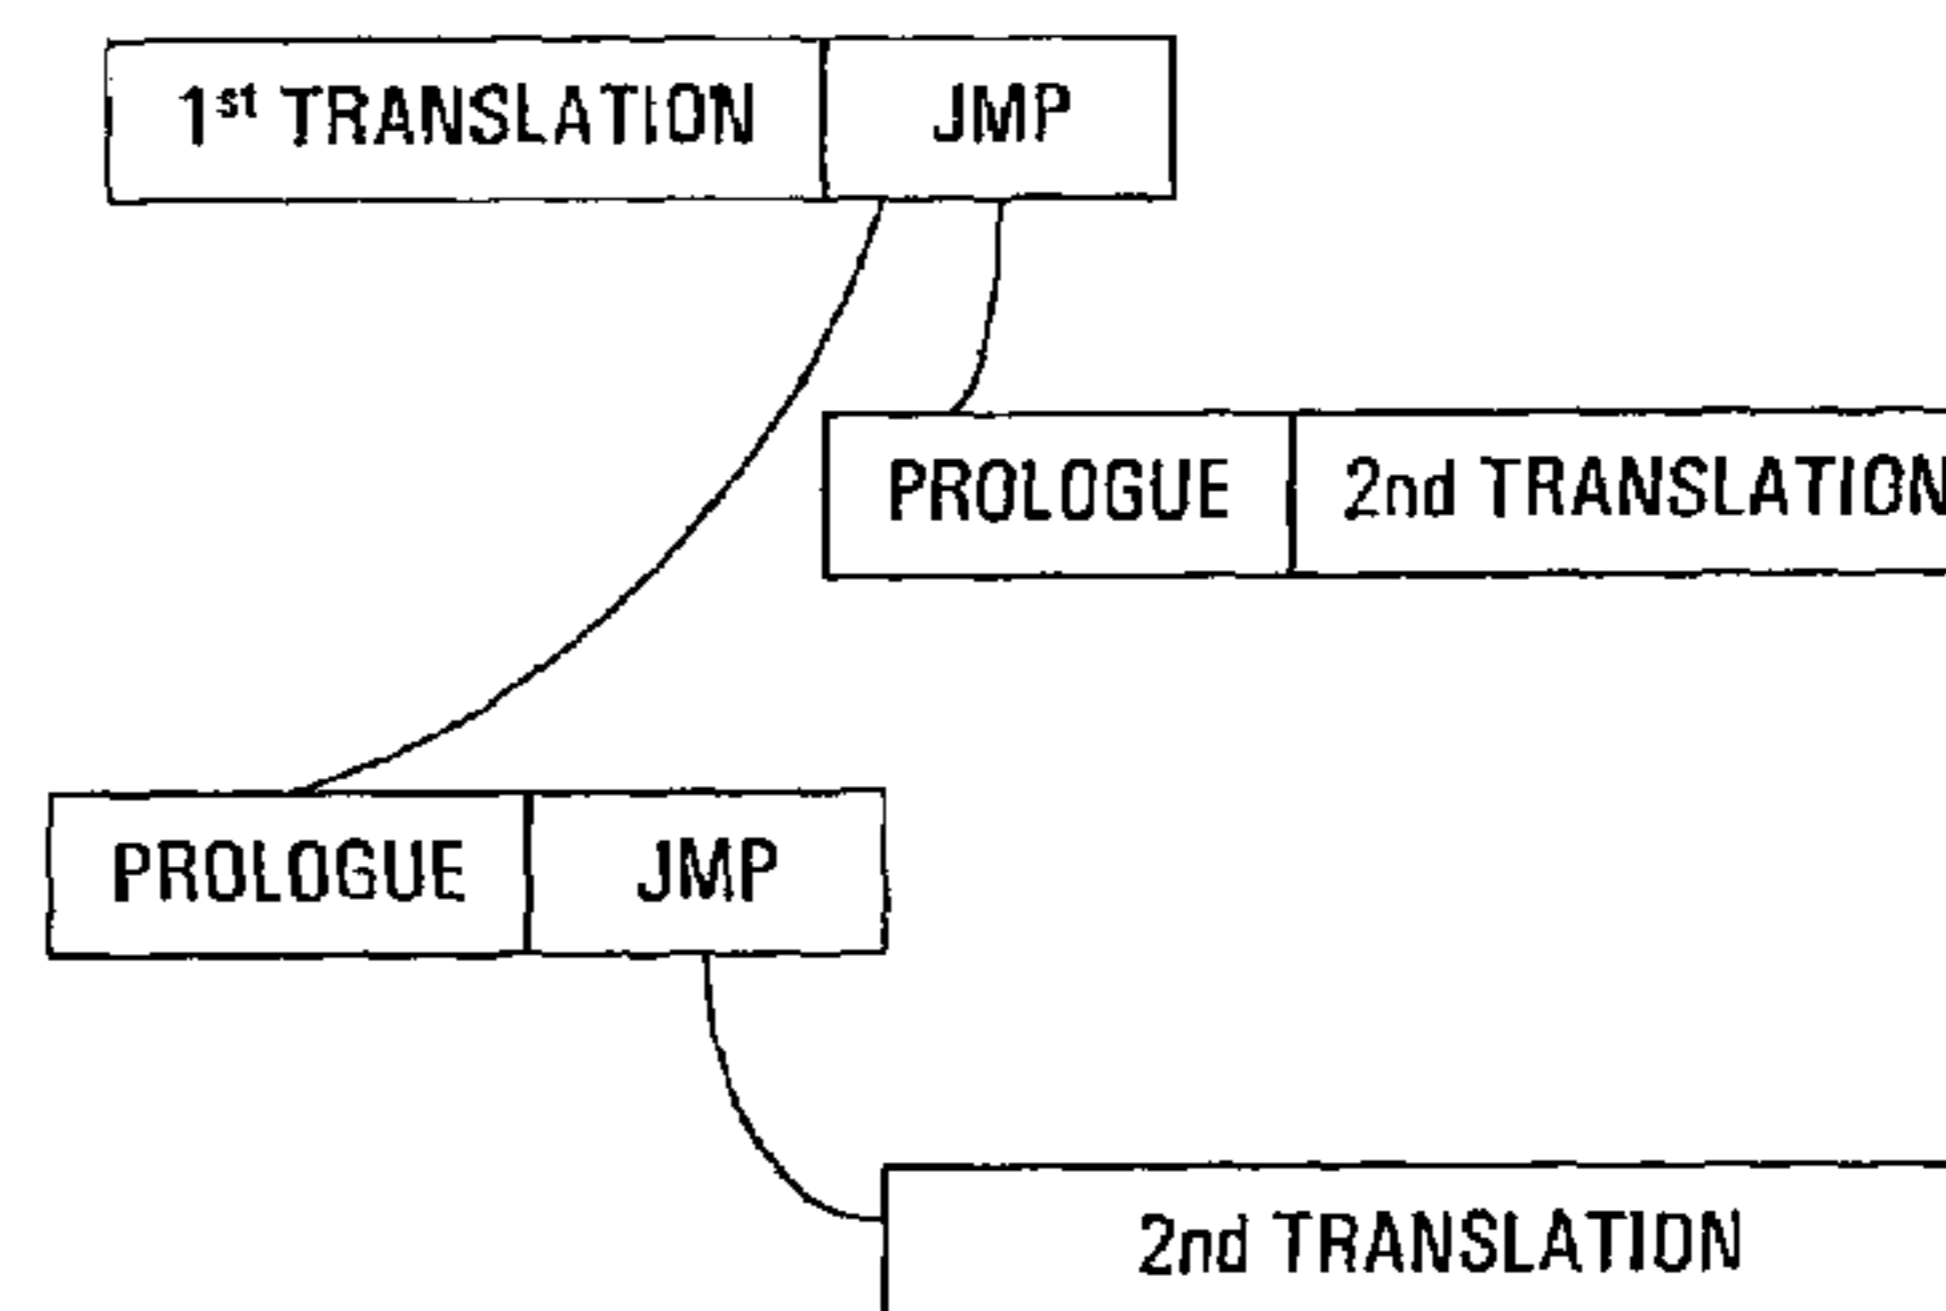 1st TRANSLATION JMP
PROLOGUE 2nd TRANSLATION
PROLOGUE JMP
2nd TRANSLATION